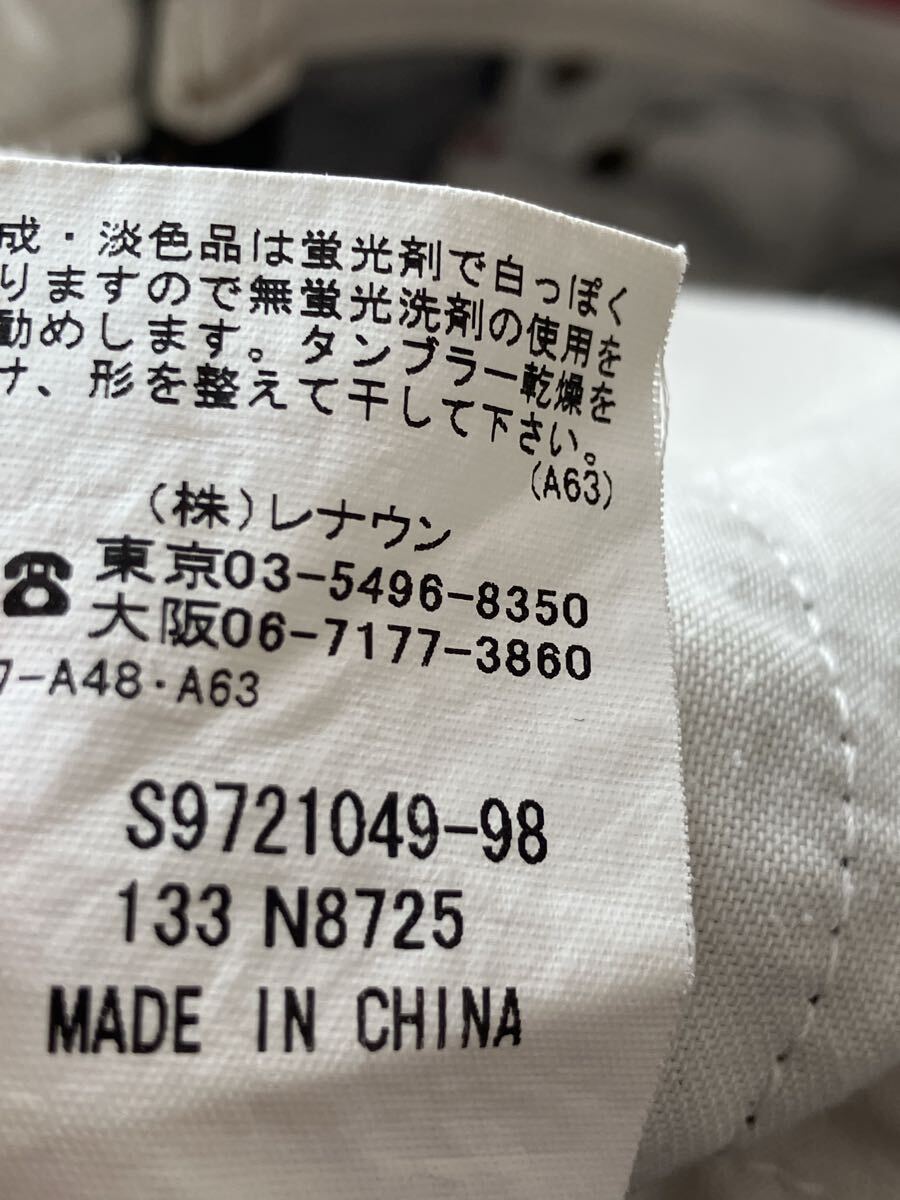 成・淡色品は蛍光剤で白っぽく
りますので無蛍光洗剤の使用を
勧めします。タンブラー乾燥を
け、形を整えて干して下さい。
(A63)
(株)レナウン
☎ 東京03-5496-8350
大阪06-7177-3860
7-A48・A63
S9721049-98
133 N8725
MADE IN CHINA